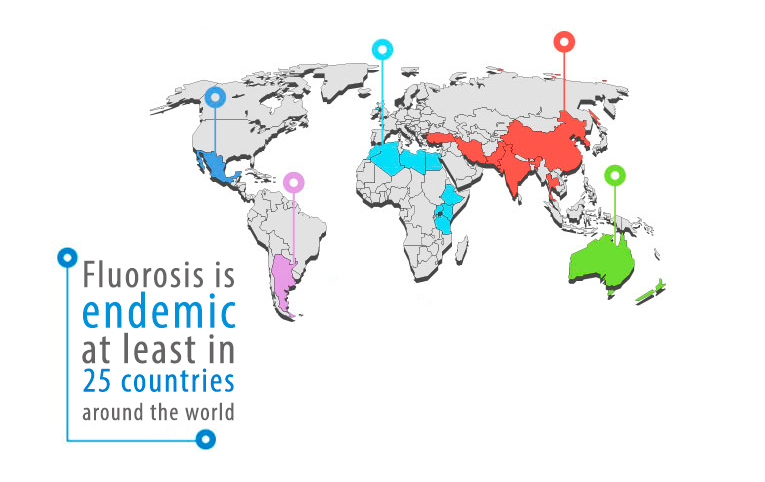 Fluorosis is
endemic
at least in
25 countries
around the world